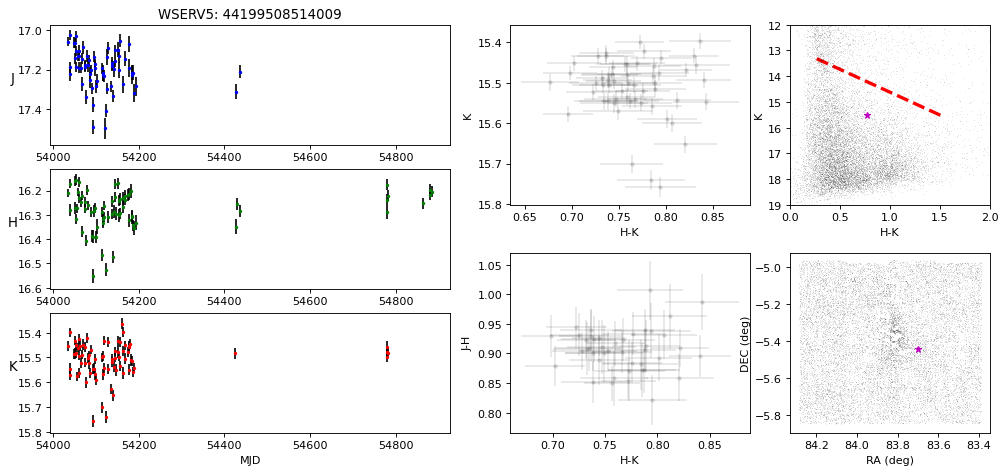 WSERV5: 44199508514009
17.0
17.2
17.4
J
54000 54200 54400 54600 54800
16.2
16.3
16.4
16.5
16.6
H
54000 54200 54400 54600 54800
15.4
15.5
15.6
15.7
15.8
K
54000 54200 54400 54600 54800
MJD
15.4
15.5
15.6
15.7
15.8
K
0.65 0.70 0.75 0.80 0.85
H-K
12
13
14
15
16
17
18
19
K
0.0 0.5 1.0 1.5 2.0
H-K
1.05
1.00
0.95
0.90
0.85
0.80
J-H
0.70 0.75 0.80 0.85
H-K
−5.0
−5.2
−5.4
−5.6
−5.8
DEC (deg)
84.2 84.0 83.8 83.6 83.4
RA (deg)